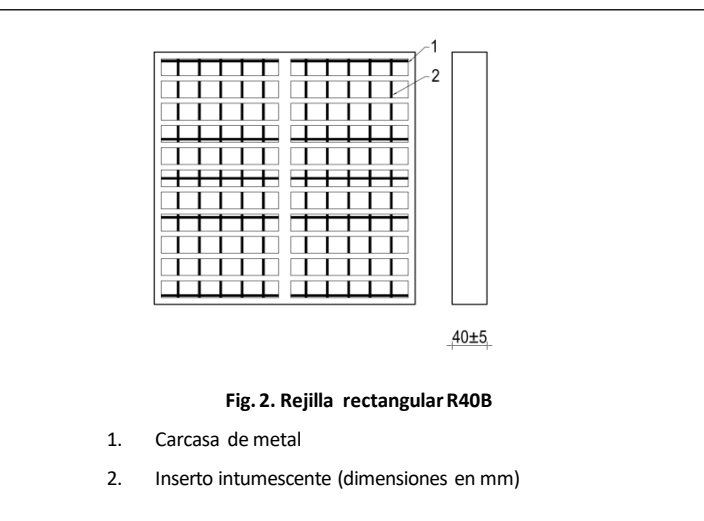 1
2
40±5
Fig. 2. Rejilla rectangular R40B
1. Carcasa de metal
2. Inserto intumescente (dimensiones en mm)